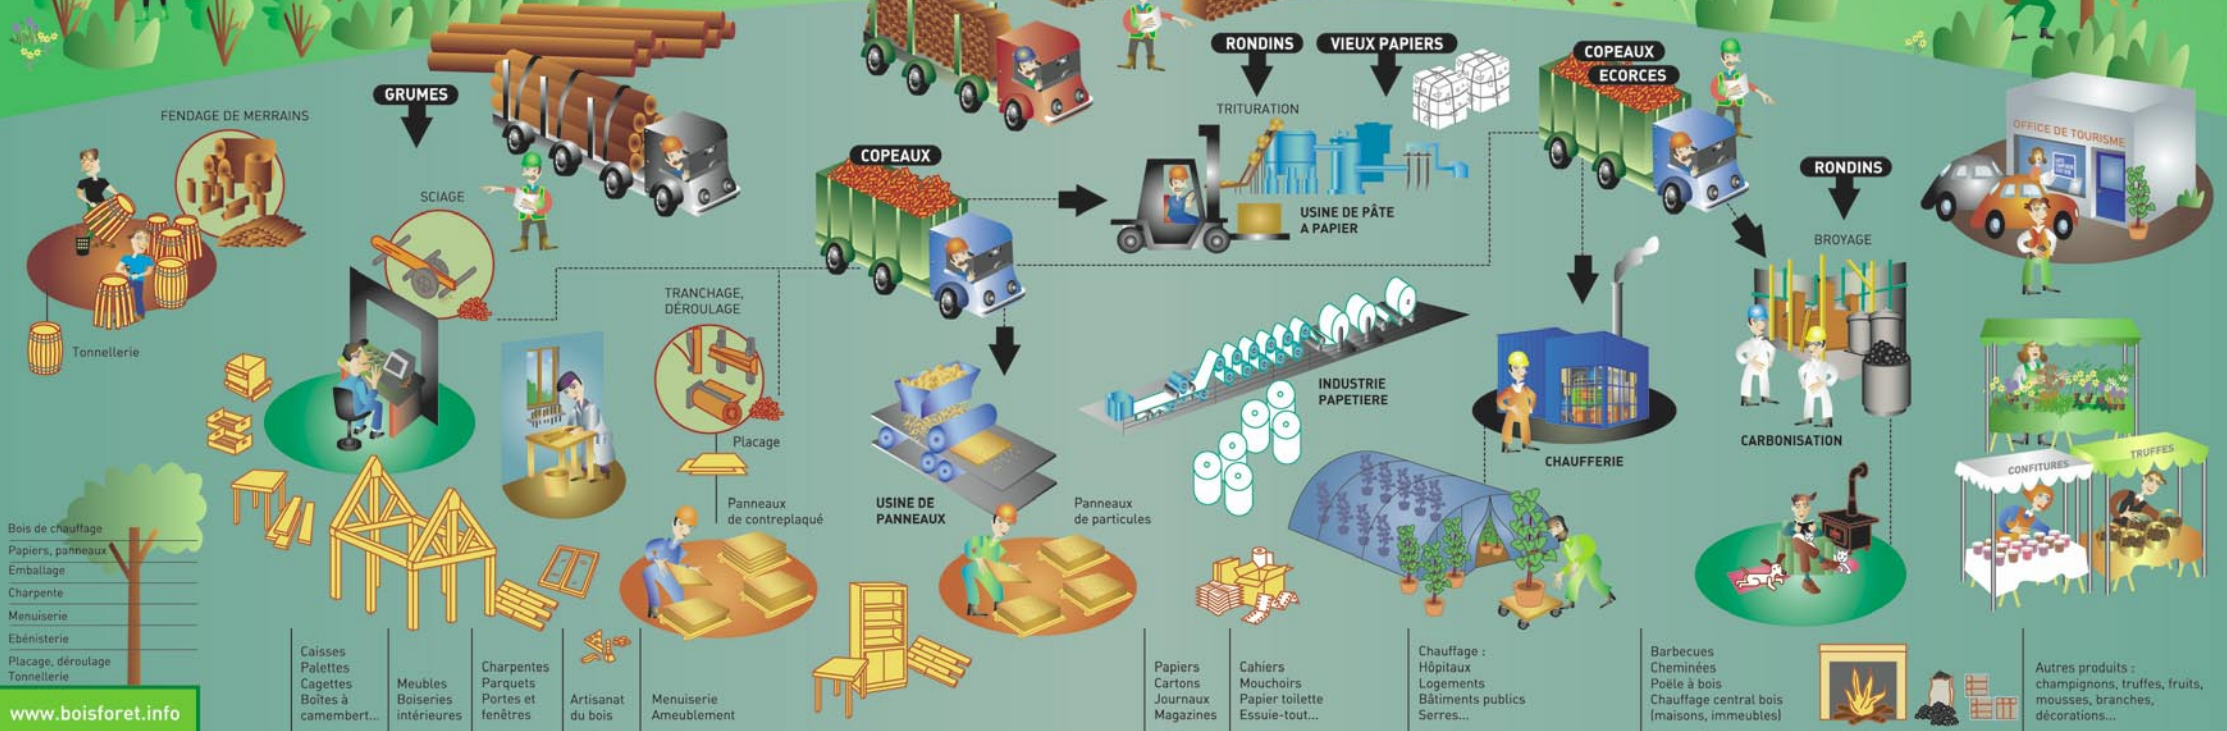 RONDINS
VIEUX PAPIERS
COPEAUX
ECORCES
GRUMES
FENDAGE DE MERRAINS
TRITURATION
OFFICE DE TOURISME
COPEAUX
RONDINS
SCIAGE
USINE DE PÂTE
A PAPIER
BROYAGE
TRANCHAGE,
DÉROULAGE
Tonnellerie
INDUSTRIE
PAPETIERE
Placage
CHAUFFERIE
CARBONISATION
CONFITURES
TRUFFES
Panneaux
de contreplaqué
USINE DE
PANNEAUX
Panneaux
de particules
Bois de chauffage
Papiers, panneaux
Emballage
Charpente
Menuiserie
Ebénisterie
Placage, déroulage
Tonnellerie
www.boisforet.info
Caisses
Palettes
Cagettes
Boîtes à
camembert...
Meubles
Boiseries
intérieures
Charpentes
Parquets
Portes et
fenêtres
Artisanat
du bois
Menuiserie
Ameublement
Papiers
Cartons
Journaux
Magazines
Cahiers
Mouchoirs
Papier toilette
Essuie-tout...
Chauffage :
Hôpitaux
Logements
Bâtiments publics
Serres...
Barbecues
Cheminées
Poële à bois
Chauffage central bois
(maisons, immeubles)
Autres produits :
champignons, truffes, fruits,
mousses, branches,
décorations...